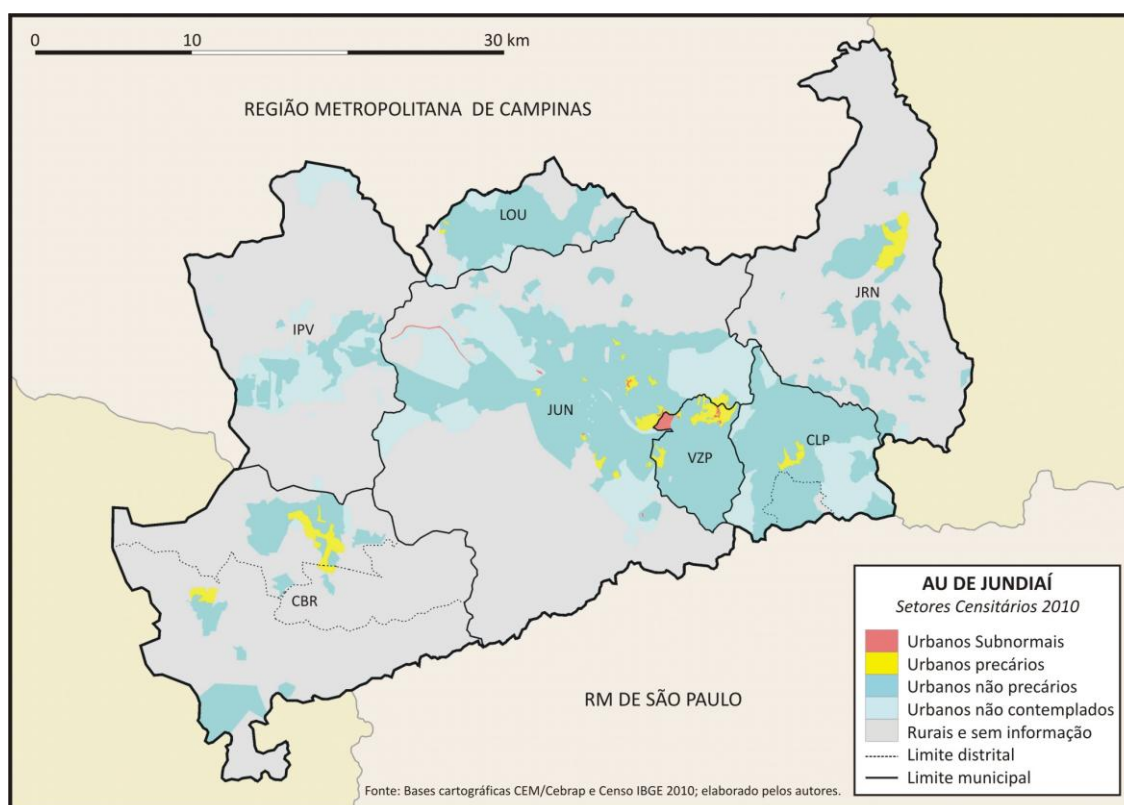 0 10 30 km
REGIÃO METROPOLITANA DE CAMPINAS
LOU
JRN
IPV
JUN
CLP
VZP
CBR
RM DE SÃO PAULO
AU DE JUNDIAÍ
Setores Censitários 2010
Urbanos Subnormais
Urbanos precários
Urbanos não precários
Urbanos não contemplados
Rurais e sem informação
Limite distrital
Limite municipal
Fonte: Bases cartográficas CEM/Cebrap e Censo IBGE 2010; elaborado pelos autores.